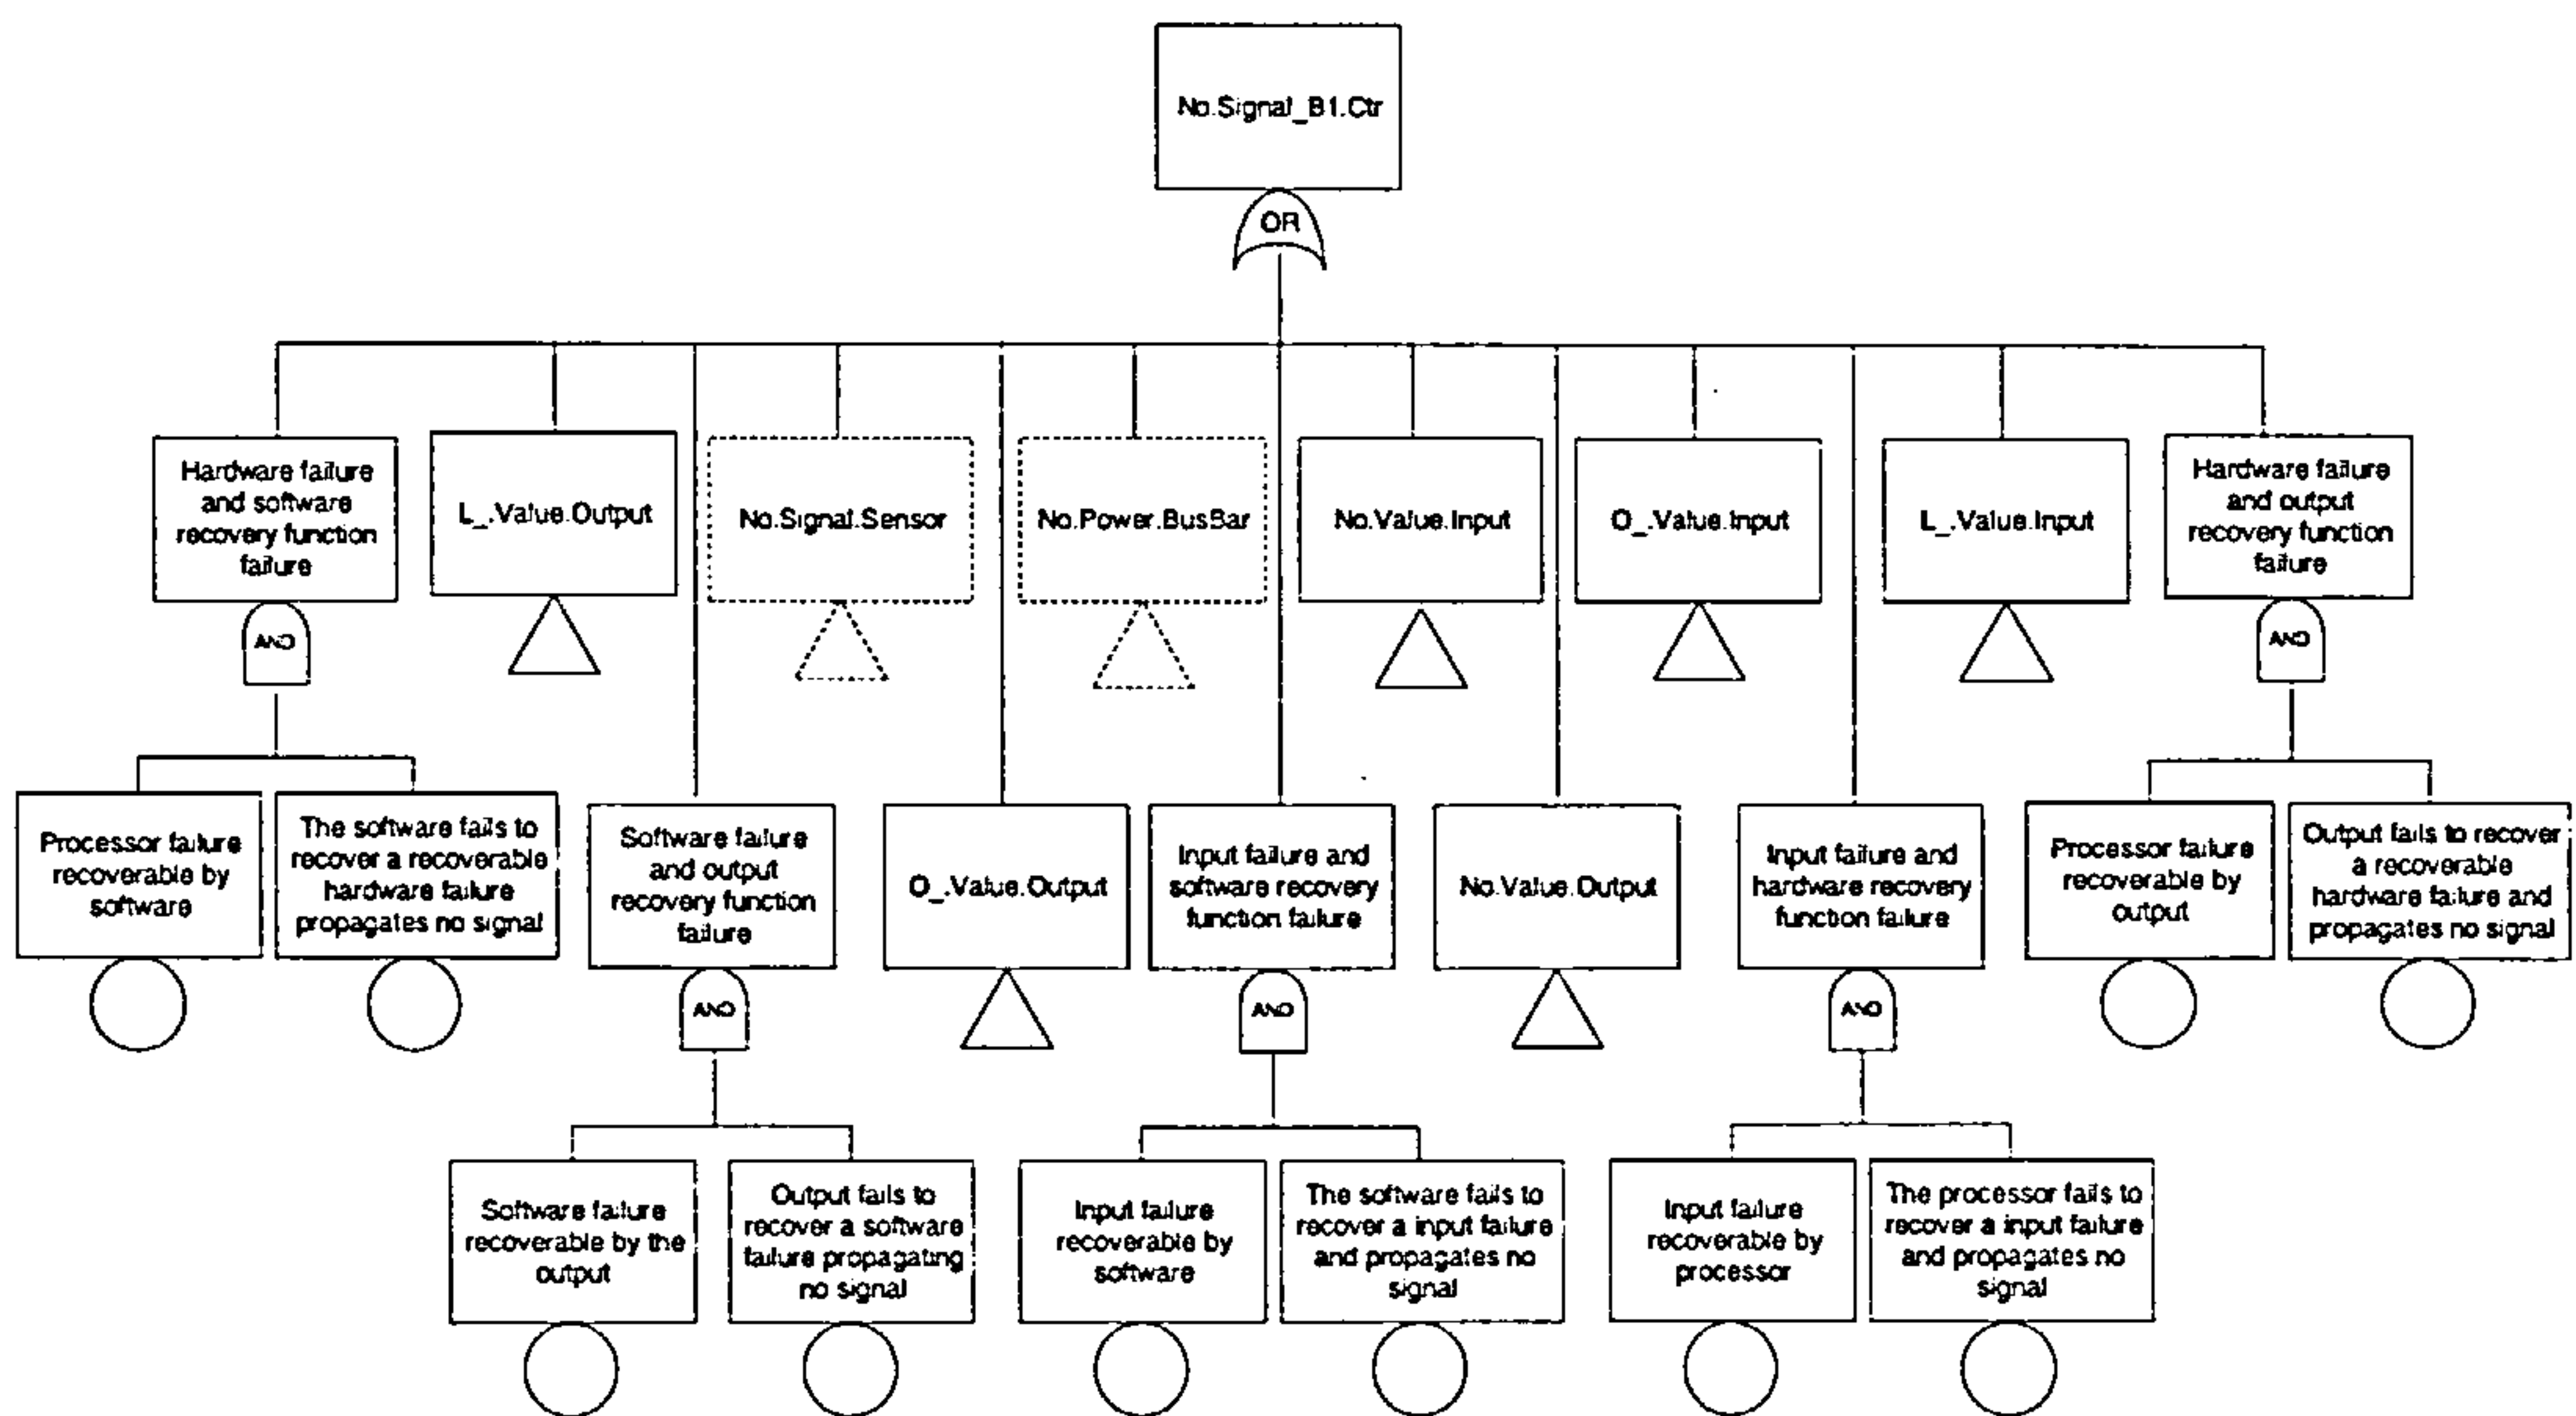 No.Signal_B1.Ctr
OR
Hardware failure
and software
recovery function
failure
L_.Value.Output
No.Signal.Sensor
No.Power.BusBar
No.Value.Input
O_.Value.Input
L_.Value.Input
Hardware failure
and output
recovery function
failure
AND
AND
Processor failure
recoverable by
software
The software fails to
recover a recoverable
hardware failure
propagates no signal
Software failure
and output
recovery function
failure
O_.Value.Output
Input failure and
software recovery
function failure
No.Value.Output
Input failure and
hardware recovery
function failure
Processor failure
recoverable by
output
Output fails to recover
a recoverable
hardware failure and
propagates no signal
AND
AND
AND
Software failure
recoverable by the
output
Output fails to
recover a software
failure propagating
no signal
Input failure
recoverable by
software
The software fails to
recover a input failure
and propagates no
signal
Input failure
recoverable by
processor
The processor fails to
recover a input failure
and propagates no
signal